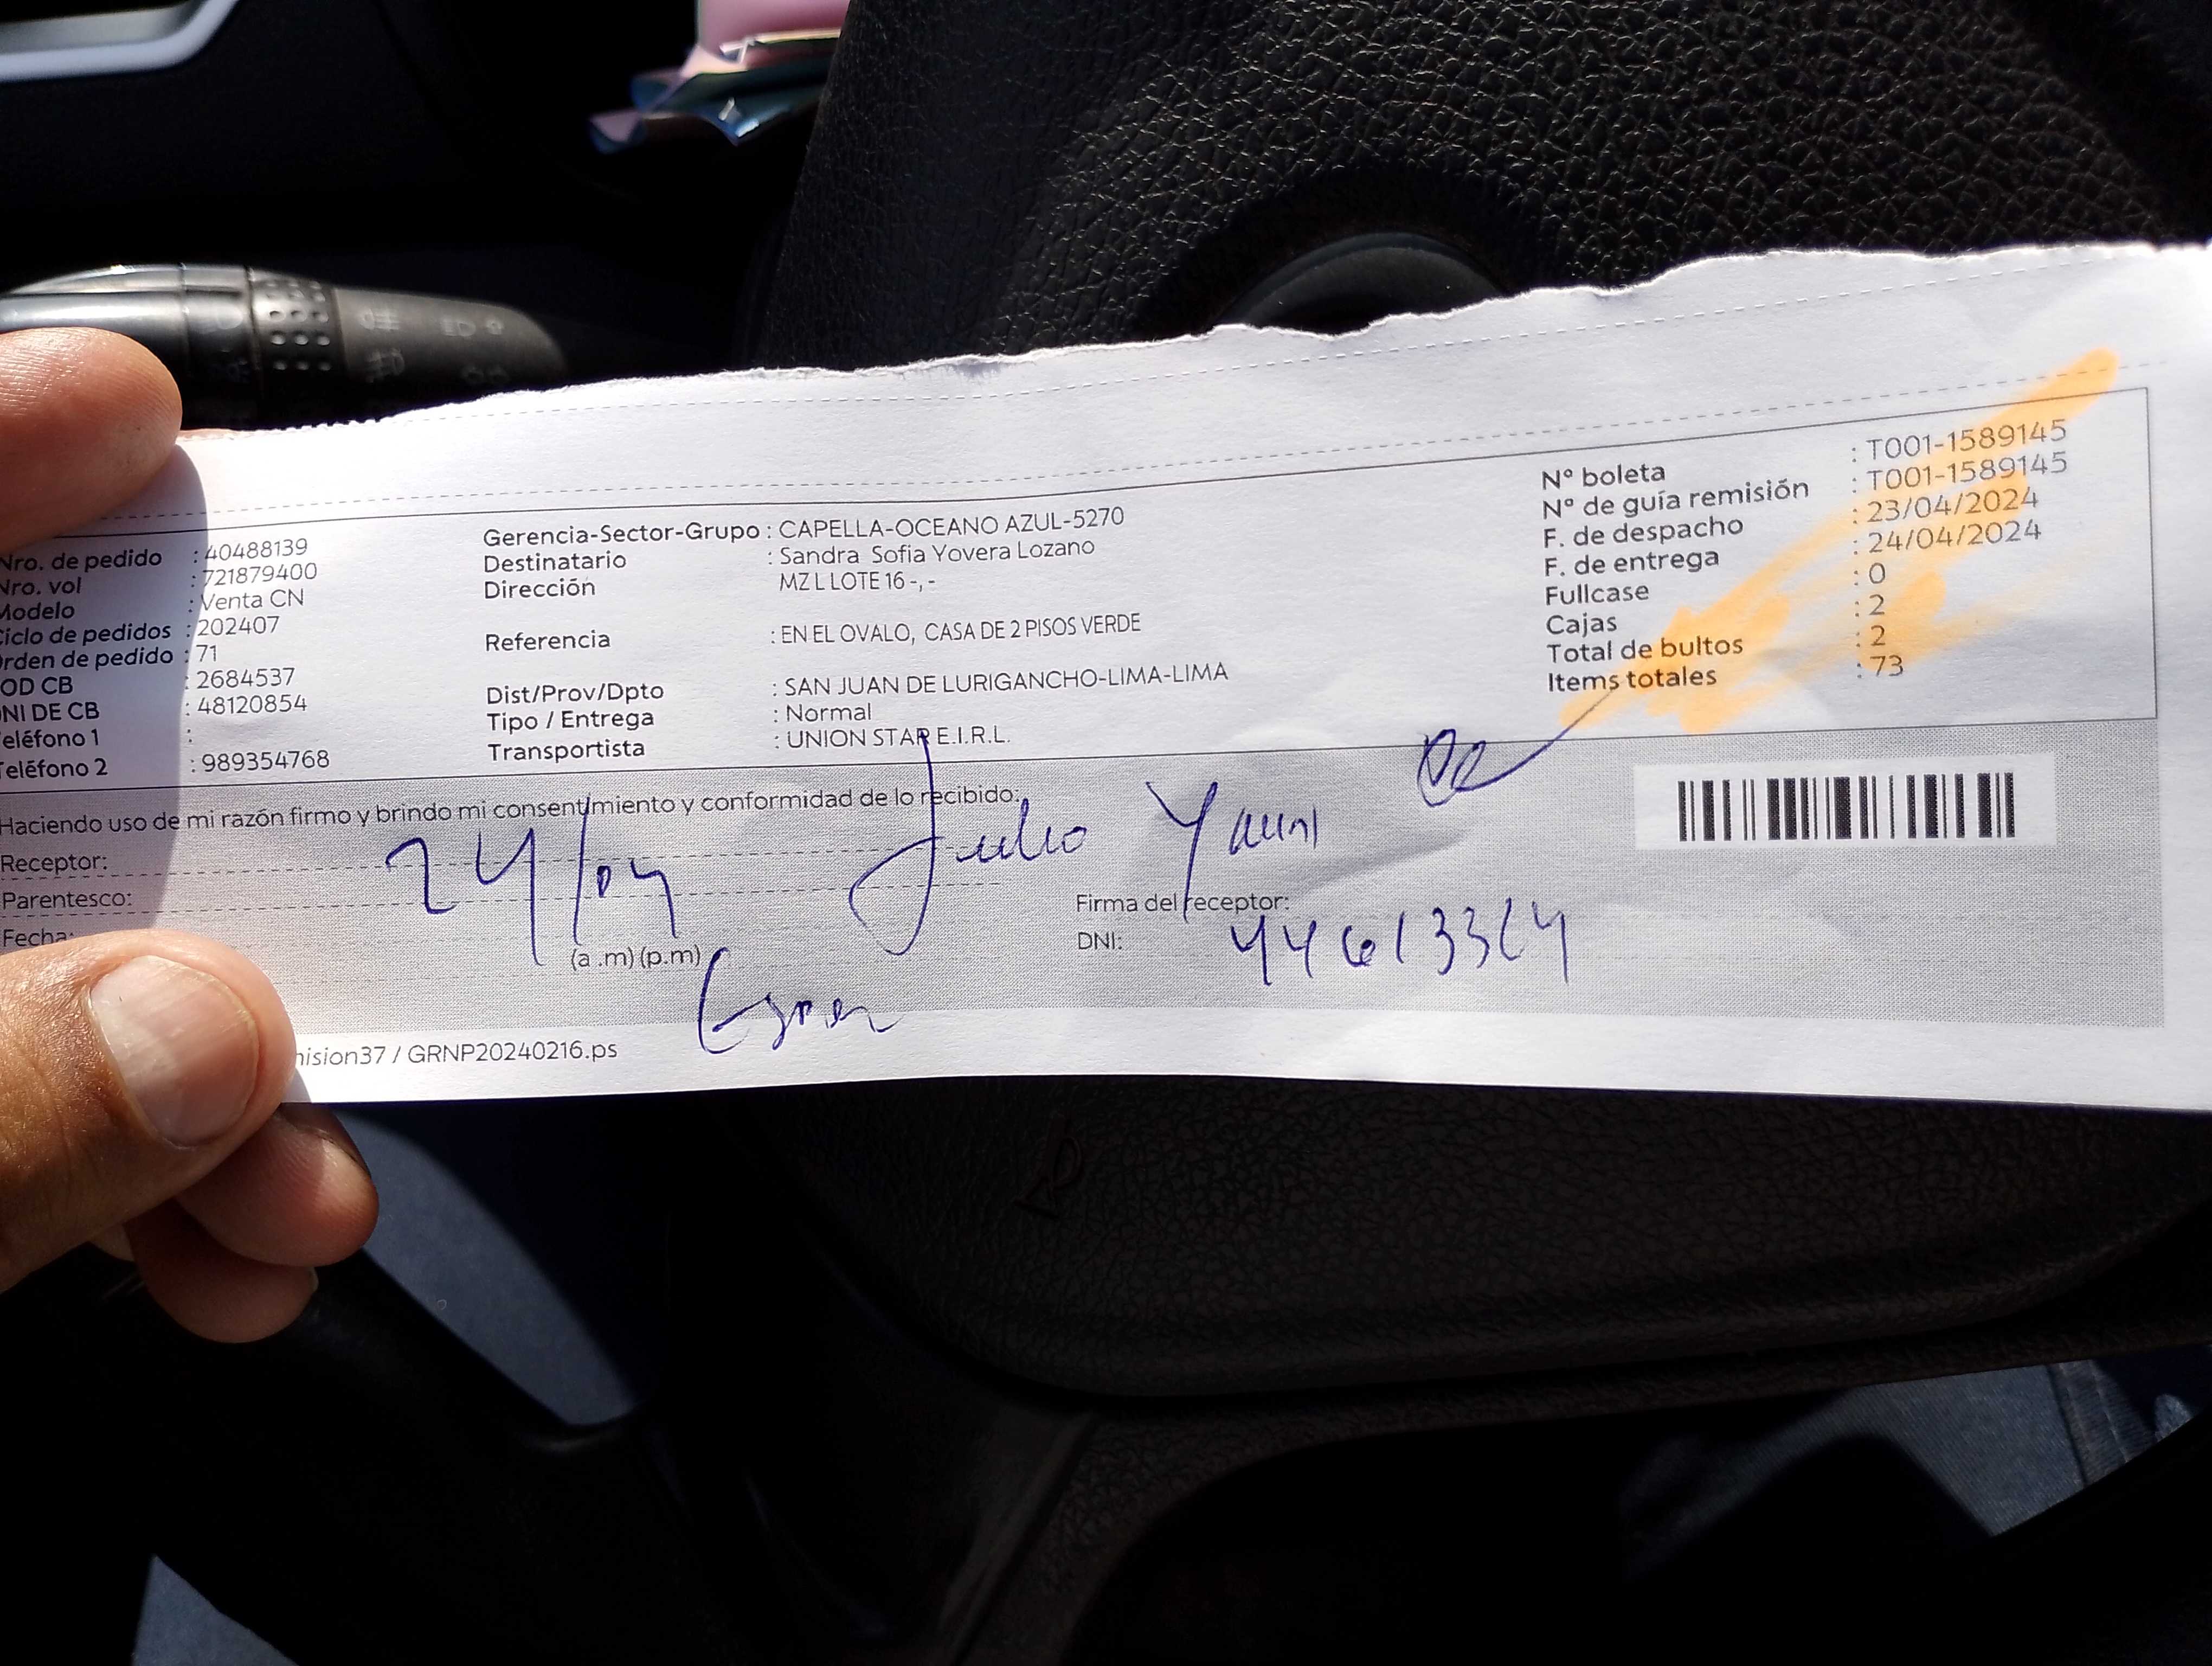 Nro. de pedido : 40488139
Nro. vol : 721879400
Modelo : Venta CN
Ciclo de pedidos : 202407
Orden de pedido : 71
OD CB : 2684537
NI DE CB : 48120854
eléfono 1 :
Teléfono 2 : 989354768
Gerencia-Sector-Grupo : CAPELLA-OCEANO AZUL-5270
Destinatario : Sandra Sofia Yovera Lozano
Dirección MZ L LOTE 16 -, -
Referencia : EN EL OVALO, CASA DE 2 PISOS VERDE
Dist/Prov/Dpto : SAN JUAN DE LURIGANCHO-LIMA-LIMA
Tipo / Entrega : Normal
Transportista : UNION STAR E.I.R.L.
N° boleta : T001-1589145
N° de guía remisión : T001-1589145
F. de despacho : 23/04/2024
F. de entrega : 24/04/2024
Fullcase : 0
Cajas : 2
Total de bultos : 2
Items totales : 73
Haciendo uso de mi razón firmo y brindo mi consentimiento y conformidad de lo recibido:
Receptor:
24/04 Julio
Parentesco:
Firma del receptor:
Fecha:
(a .m) (p.m)
DNI:
mision37 / GRNP20240216.ps